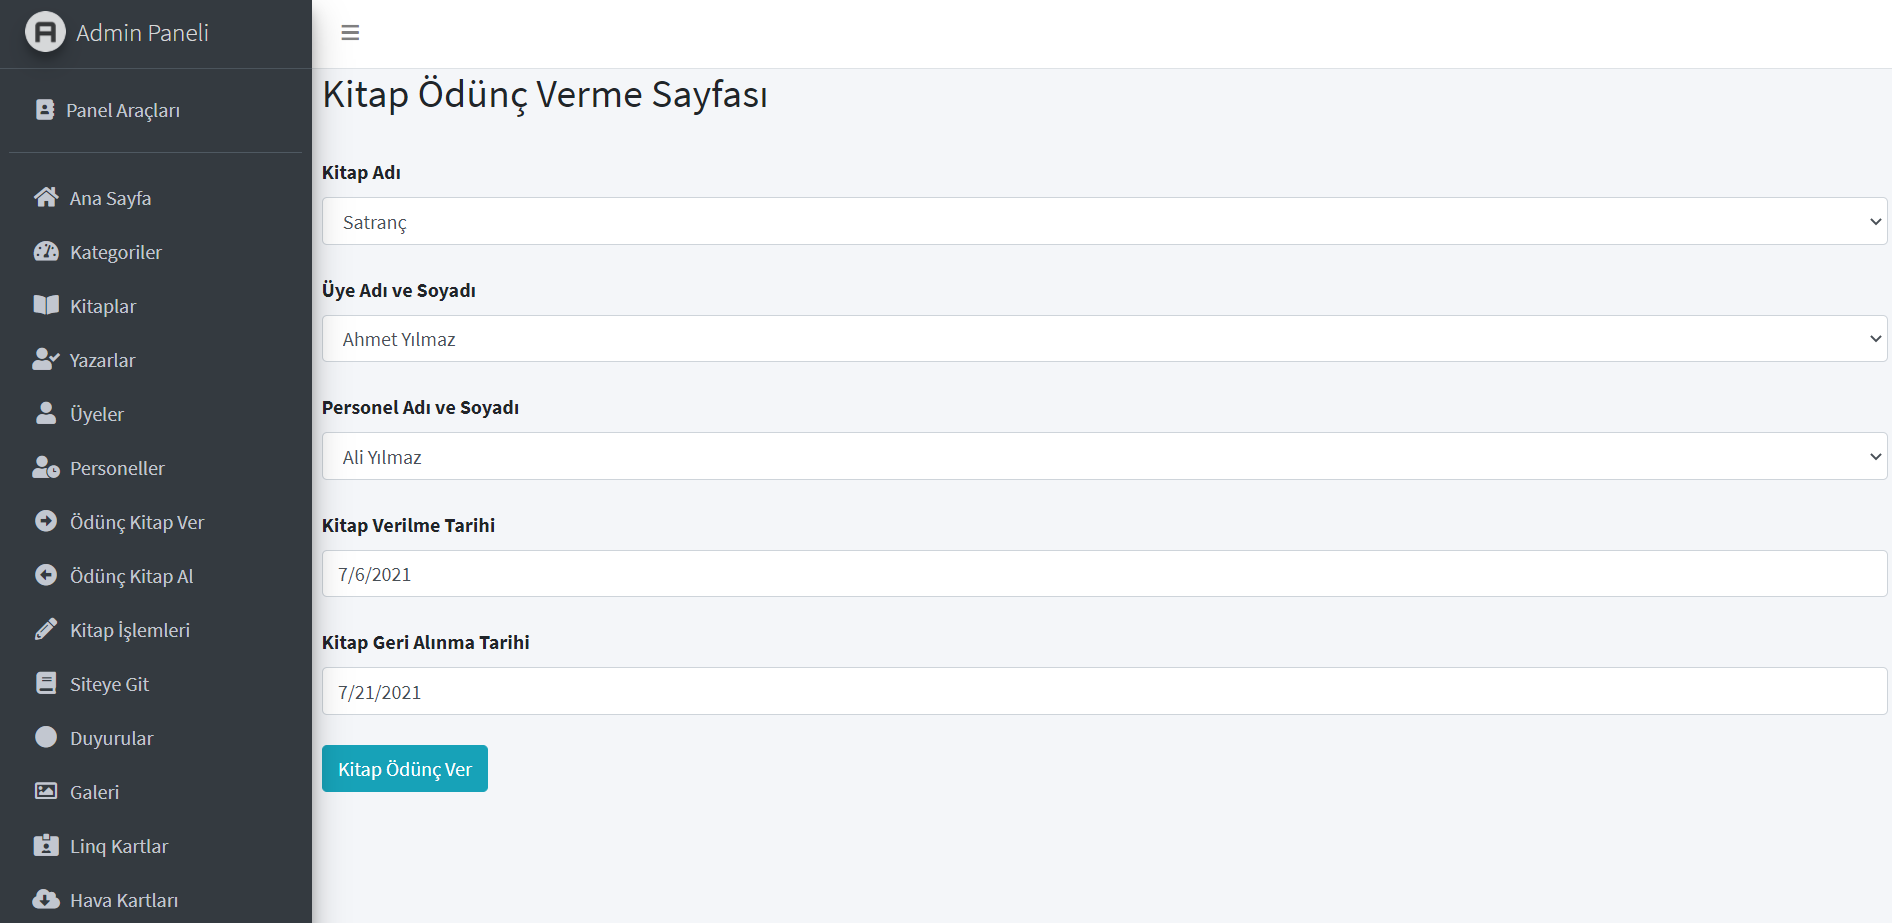 Admin Paneli
Panel Araçları
Ana Sayfa
Kategoriler
Kitaplar
Yazarlar
Üyeler
Personeller
Ödünç Kitap Ver
Ödünç Kitap Al
Kitap İşlemleri
Siteye Git
Duyurular
Galeri
Linq Kartlar
Hava Kartları
Kitap Ödünç Verme Sayfası
Kitap Adı
Satranç
Üye Adı ve Soyadı
Ahmet Yılmaz
Personel Adı ve Soyadı
Ali Yılmaz
Kitap Verilme Tarihi
7/6/2021
Kitap Geri Alınma Tarihi
7/21/2021
Kitap Ödünç Ver